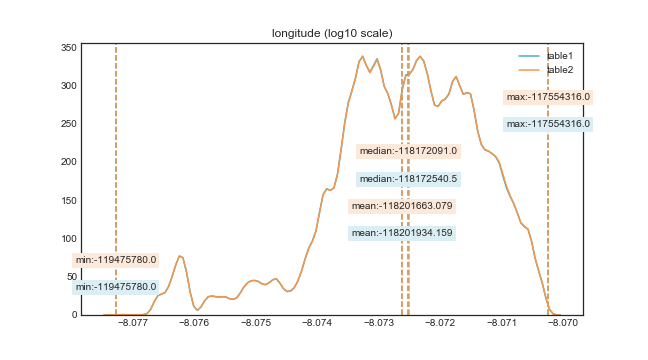 longitude (log10 scale)
350
300
250
200
150
100
50
0
table1
table2
max:-117554316.0
max:-117554316.0
median:-118172091.0
median:-118172540.5
mean:-118201663.079
mean:-118201934.159
min:-119475780.0
min:-119475780.0
−8.077
−8.076
−8.075
−8.074
−8.073
−8.072
−8.071
−8.070